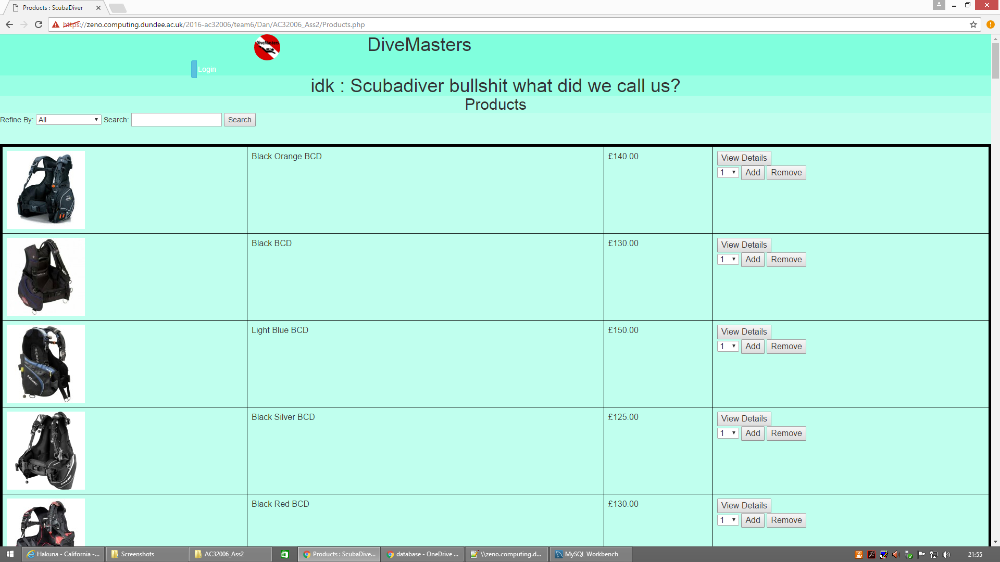 Products : ScubaDiver
https://zeno.computing.dundee.ac.uk/2016-ac32006/team6/Dan/AC32006_Ass2/Products.php
DiveMasters
DiveMasters
Login
idk : Scubadiver bullshit what did we call us?
Products
Refine By: All Search: Search
Black Orange BCD £140.00 View Details
1 Add Remove
Black BCD £130.00 View Details
1 Add Remove
Light Blue BCD £150.00 View Details
1 Add Remove
OCEANIC
Black Silver BCD £125.00 View Details
1 Add Remove
CRESSI
Black Red BCD £130.00 View Details
1 Add Remove
Hakuna - California -... Screenshots AC32006_Ass2 Products : ScubaDive... database - OneDrive ... \\zeno.computing.d... MySQL Workbench 21:55